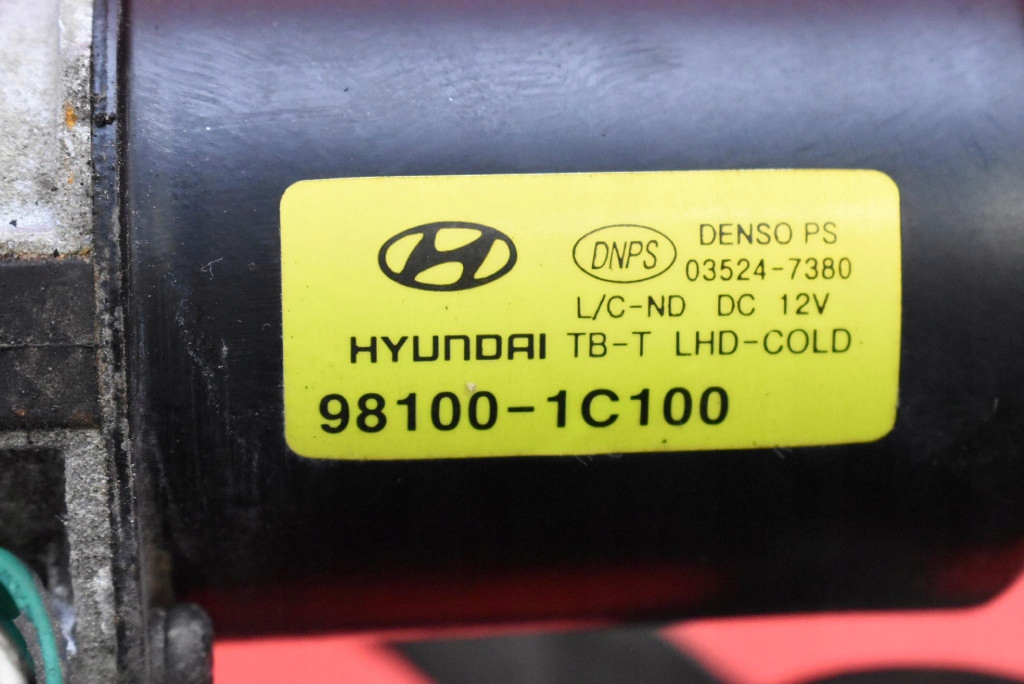 DNPS DENSO PS
03524-7380
L/C-ND DC 12V
HYUNDAI TB-T LHD-COLD
98100-1C100